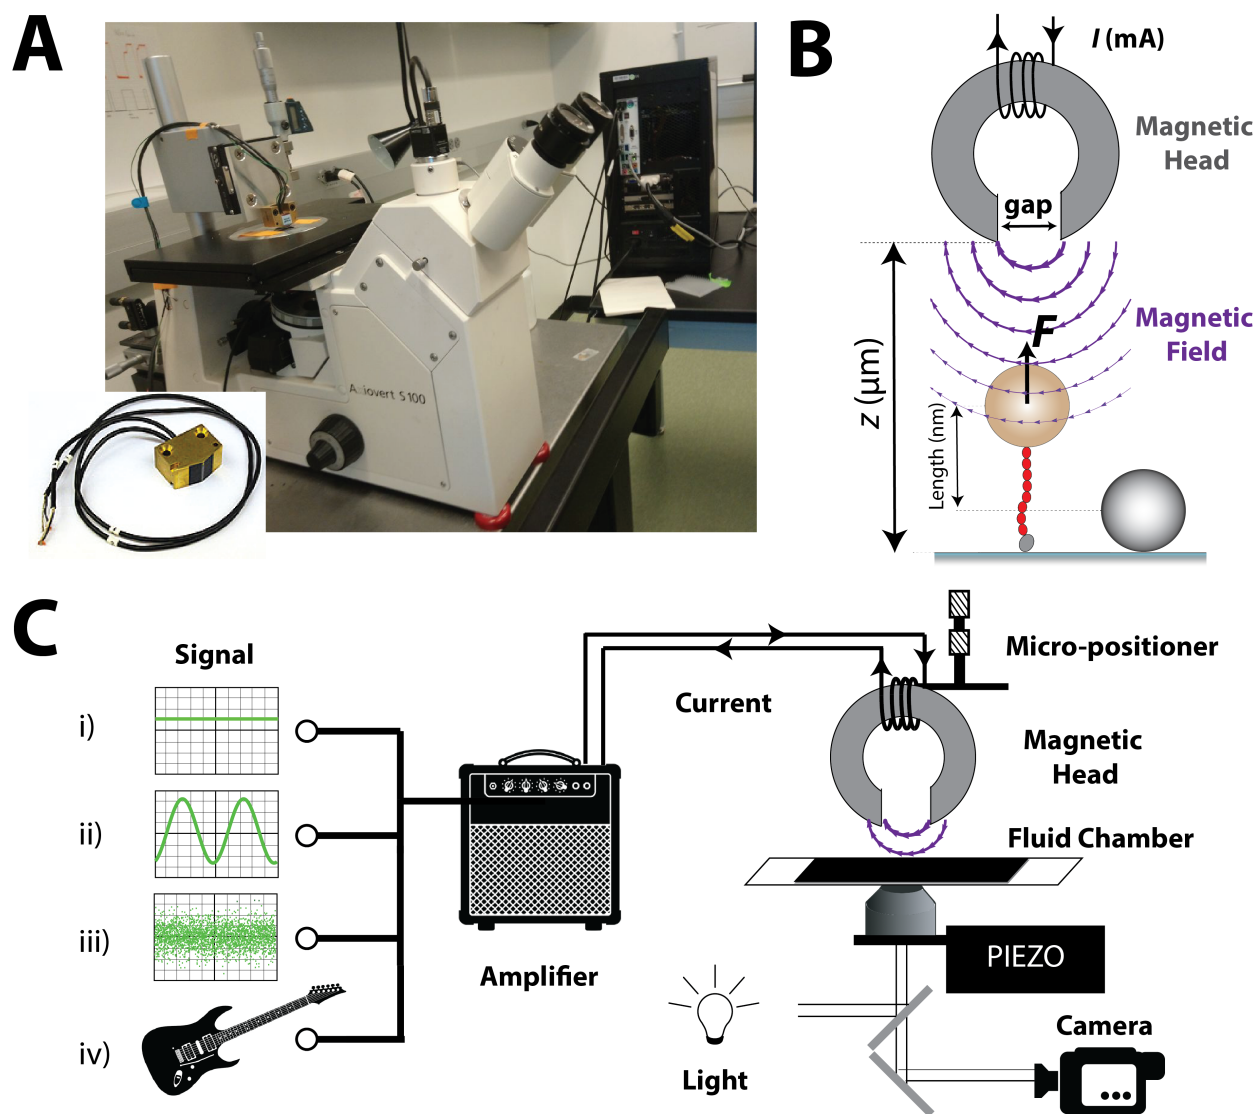 A
Axiovert S 100
B
I (mA)
Magnetic
Head
gap
Magnetic
Field
F
z (μm)
Length (nm)
C
Signal
i)
ii)
iii)
iv)
Amplifier
Current
Micro-positioner
Magnetic
Head
Fluid Chamber
PIEZO
Light
Camera